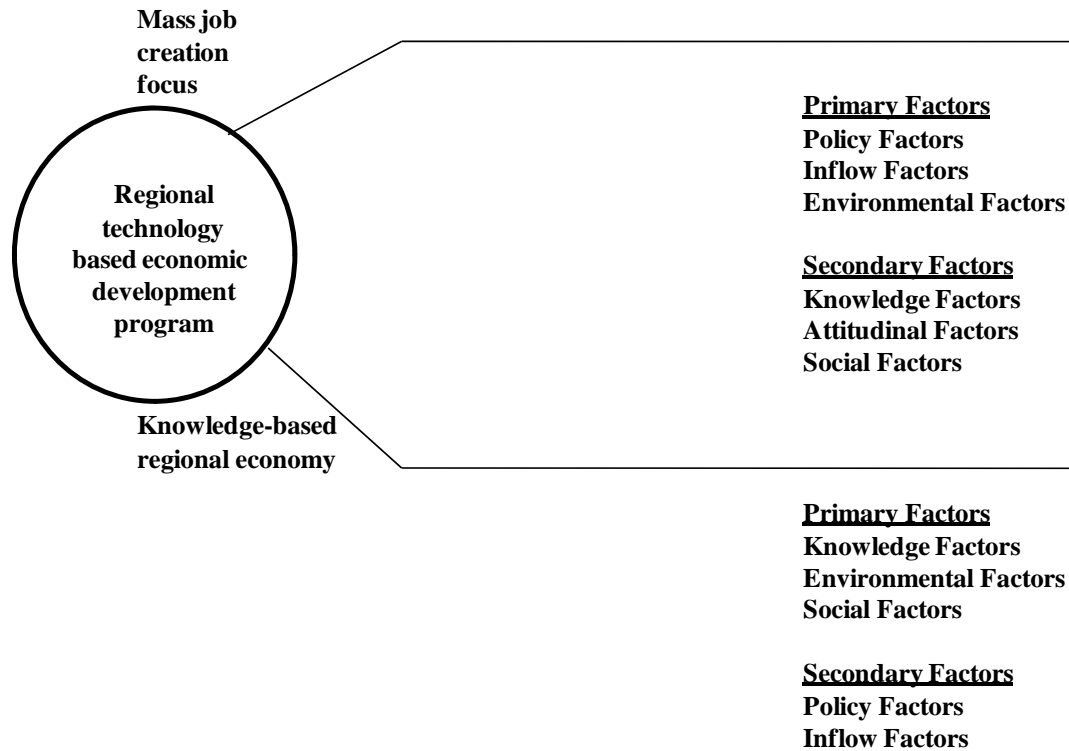 Mass job
creation
focus
Regional
technology
based economic
development
program
Knowledge-based
regional economy
Primary Factors
Policy Factors
Inflow Factors
Environmental Factors
Secondary Factors
Knowledge Factors
Attitudinal Factors
Social Factors
Primary Factors
Knowledge Factors
Environmental Factors
Social Factors
Secondary Factors
Policy Factors
Inflow Factors